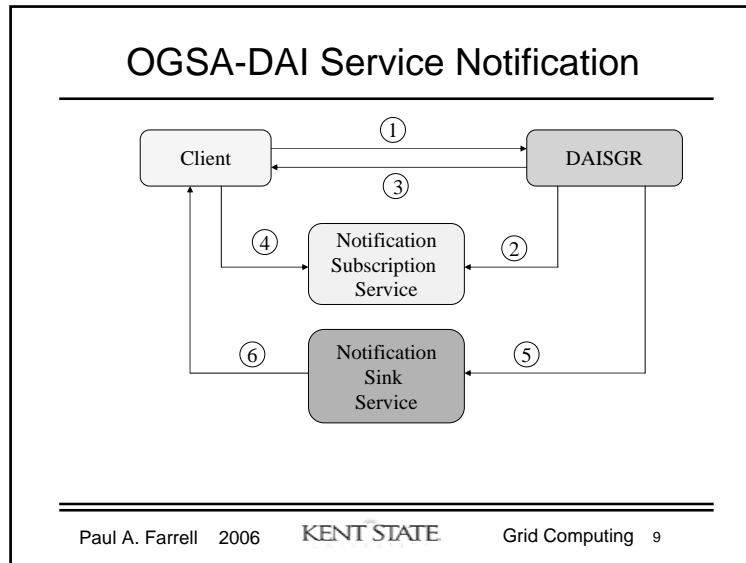 OGSA-DAI Service Notification
1
Client
DAISGR
3
4
Notification
Subscription
Service
2
6
Notification
Sink
Service
5
Paul A. Farrell 2006 KENT STATE Grid Computing 9